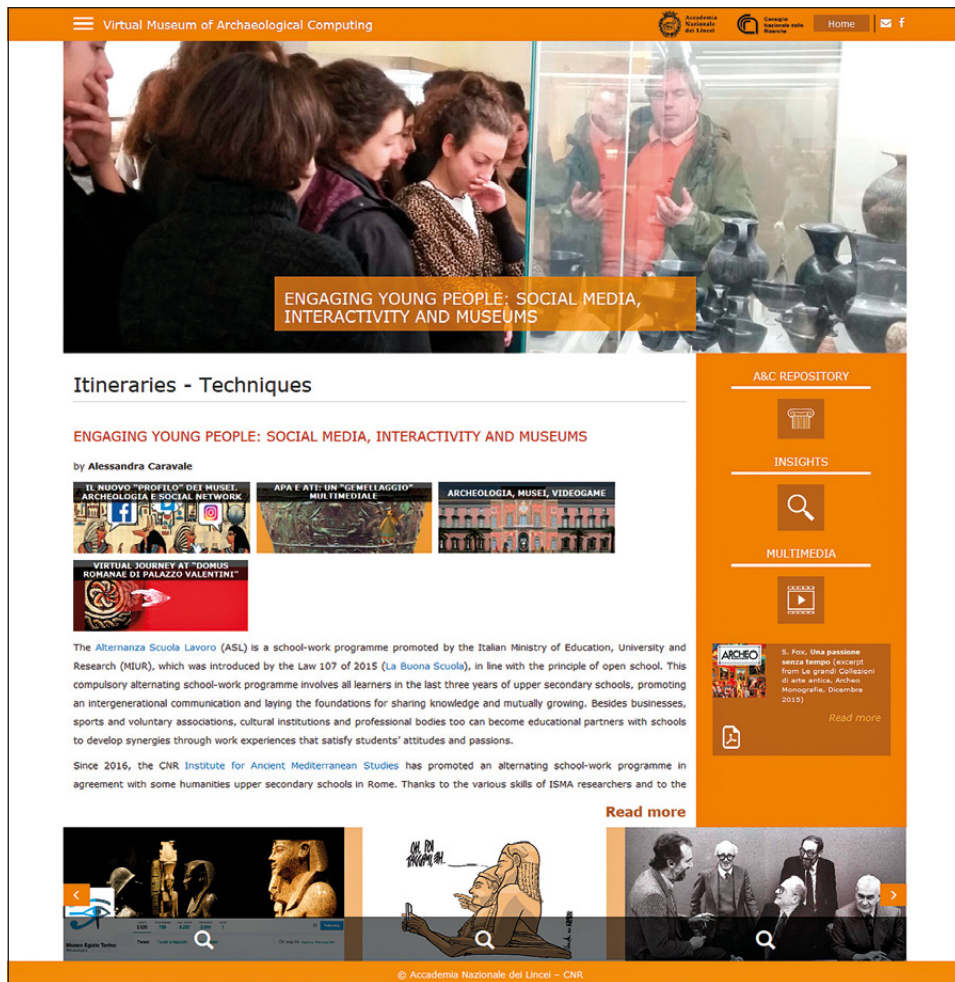 Virtual Museum of Archaeological Computing
Accademia
Nazionale
dei Lincei
Consiglio
Nazionale delle
Ricerche
Home
ENGAGING YOUNG PEOPLE: SOCIAL MEDIA,
INTERACTIVITY AND MUSEUMS
Itineraries - Techniques
ENGAGING YOUNG PEOPLE: SOCIAL MEDIA, INTERACTIVITY AND MUSEUMS
by Alessandra Caravale
IL NUOVO "PROFILO" DEI MUSEI.
ARCHEOLOGIA E SOCIAL NETWORK
APA E ATI: UN "GEMELLAGGIO"
MULTIMEDIALE
ARCHEOLOGIA, MUSEI, VIDEOGAME
VIRTUAL JOURNEY AT "DOMUS
ROMANAE DI PALAZZO VALENTINI"
The Alternanza Scuola Lavoro (ASL) is a school-work programme promoted by the Italian Ministry of Education, University and
Research (MIUR), which was introduced by the Law 107 of 2015 (La Buona Scuola), in line with the principle of open school. This
compulsory alternating school-work programme involves all learners in the last three years of upper secondary schools, promoting
an intergenerational communication and laying the foundations for sharing knowledge and mutually growing. Besides businesses,
sports and voluntary associations, cultural institutions and professional bodies too can become educational partners with schools
to develop synergies through work experiences that satisfy students' attitudes and passions.
Since 2016, the CNR Institute for Ancient Mediterranean Studies has promoted an alternating school-work programme in
agreement with some humanities upper secondary schools in Rome. Thanks to the various skills of ISMA researchers and to the
Read more
A&C REPOSITORY
INSIGHTS
MULTIMEDIA
ARCHEO
S. Fox, Una passione
senza tempo (excerpt
from Le grandi Collezioni
di arte antica, Archeo
Monografie, Dicembre
2015)
Read more
Museo Egizio Torino
© Accademia Nazionale dei Lincei – CNR